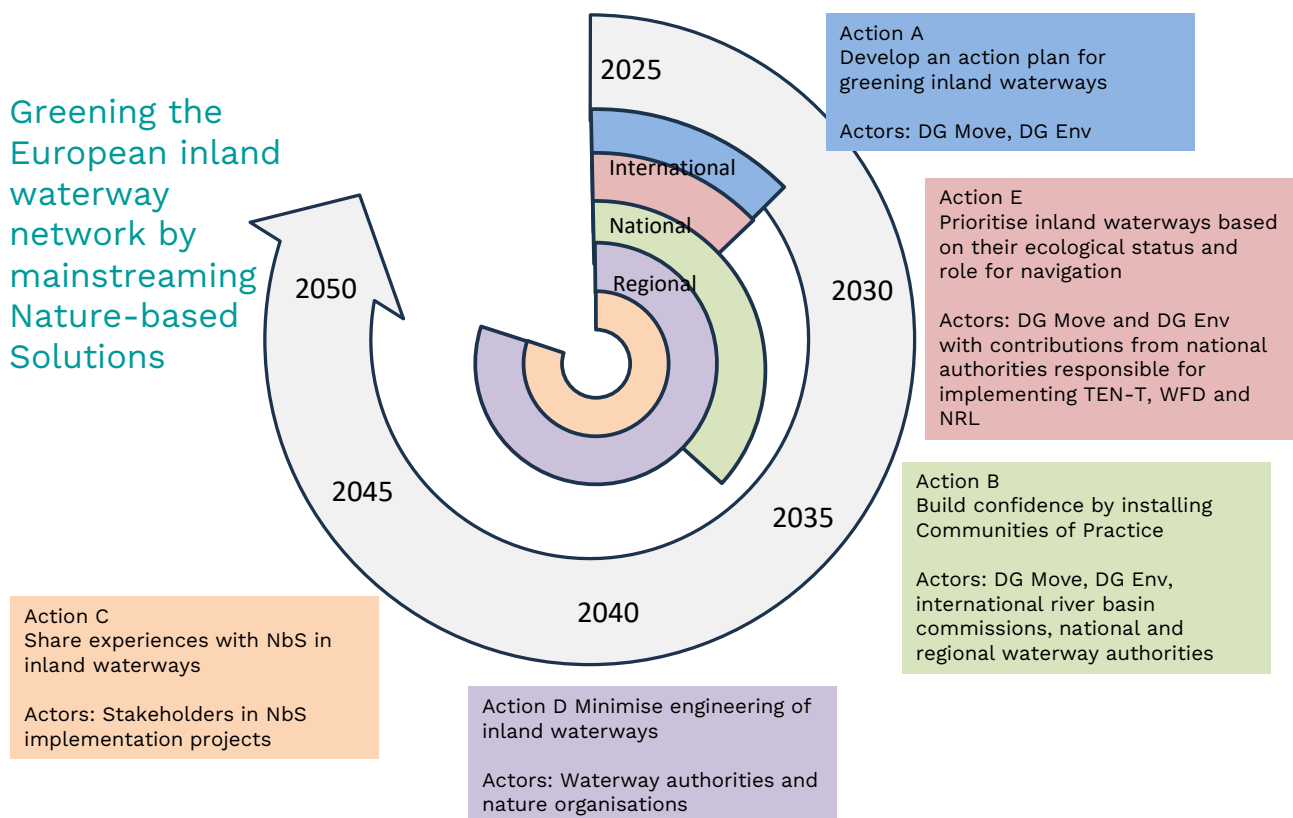 Greening the
European inland
waterway
network by
mainstreaming
Nature-based
Solutions
2025
2030
2035
2040
2045
2050
International
National
Regional
Action A
Develop an action plan for
greening inland waterways
Actors: DG Move, DG Env
Action E
Prioritise inland waterways based
on their ecological status and
role for navigation
Actors: DG Move and DG Env
with contributions from national
authorities responsible for
implementing TEN-T, WFD and
NRL
Action B
Build confidence by installing
Communities of Practice
Actors: DG Move, DG Env,
international river basin
commissions, national and
regional waterway authorities
Action D Minimise engineering of
inland waterways
Actors: Waterway authorities and
nature organisations
Action C
Share experiences with NbS in
inland waterways
Actors: Stakeholders in NbS
implementation projects